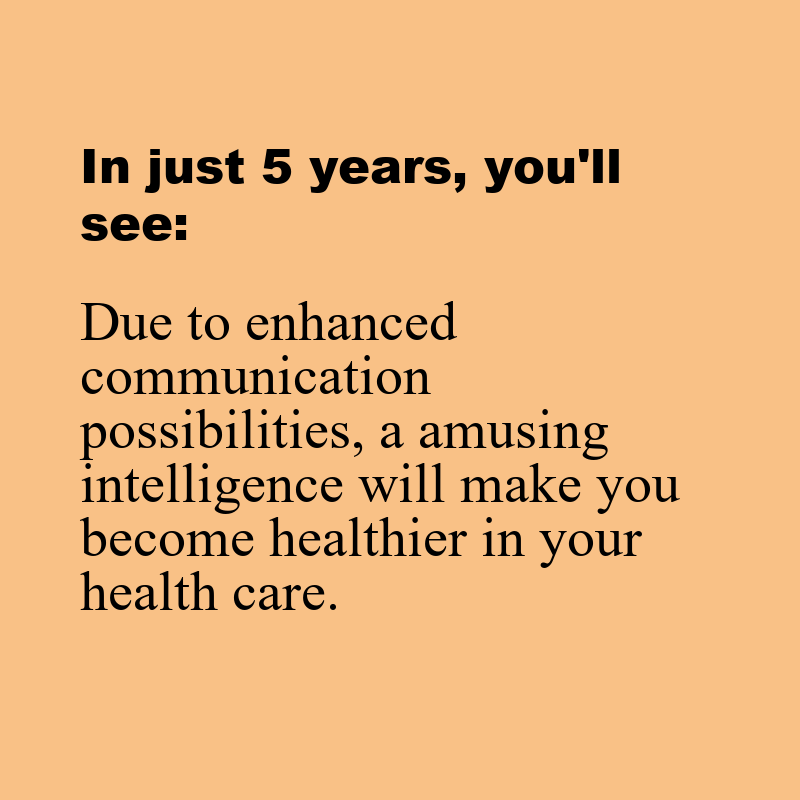 In just 5 years, you'll
see:
Due to enhanced
communication
possibilities, a amusing
intelligence will make you
become healthier in your
health care.